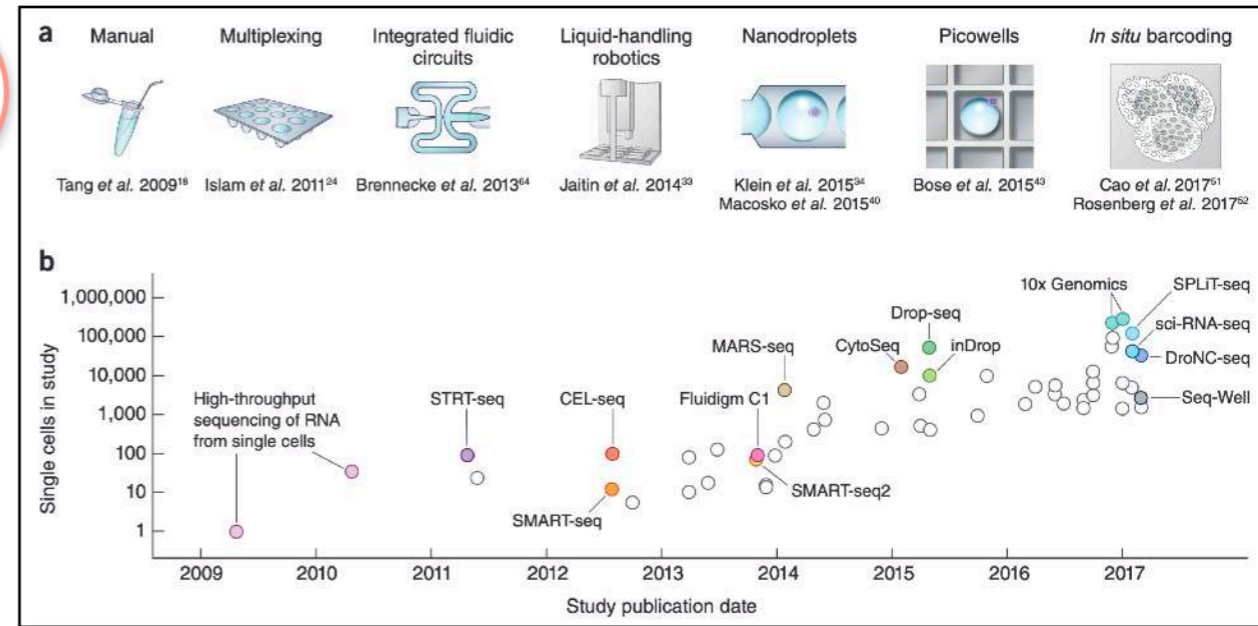 a
Manual
Multiplexing
Integrated fluidic
circuits
Liquid-handling
robotics
Nanodroplets
Picowells
In situ barcoding
Tang et al. 2009¹⁸
Islam et al. 2011²⁴
Brennecke et al. 2013⁶⁴
Jaitin et al. 2014³³
Klein et al. 2015³⁴
Macosko et al. 2015⁴⁰
Bose et al. 2015⁴³
Cao et al. 2017⁵¹
Rosenberg et al. 2017⁵²
b
Single cells in study
1,000,000
100,000
10,000
1,000
100
10
1
High-throughput
sequencing of RNA
from single cells
STRT-seq
CEL-seq
SMART-seq
MARS-seq
Fluidigm C1
SMART-seq2
CytoSeq
Drop-seq
inDrop
10x Genomics
SPLiT-seq
sci-RNA-seq
DroNC-seq
Seq-Well
2009
2010
2011
2012
2013
2014
2015
2016
2017
Study publication date